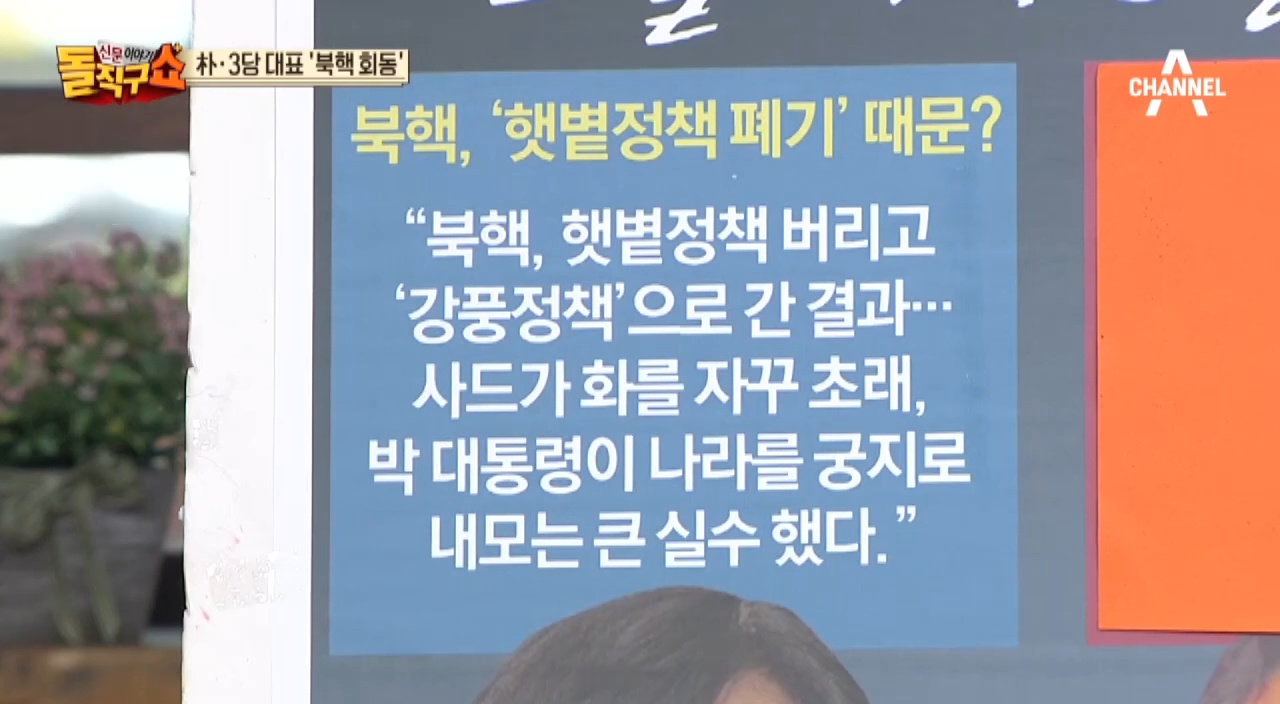 신문이야기
돌직구쇼
朴·3당 대표 '북핵 회동'
CHANNEL A
북핵, ‘햇볕정책 폐기’ 때문?
“북핵, 햇볕정책 버리고
‘강풍정책’으로 간 결과…
사드가 화를 자꾸 초래,
박 대통령이 나라를 궁지로
내모는 큰 실수 했다.”